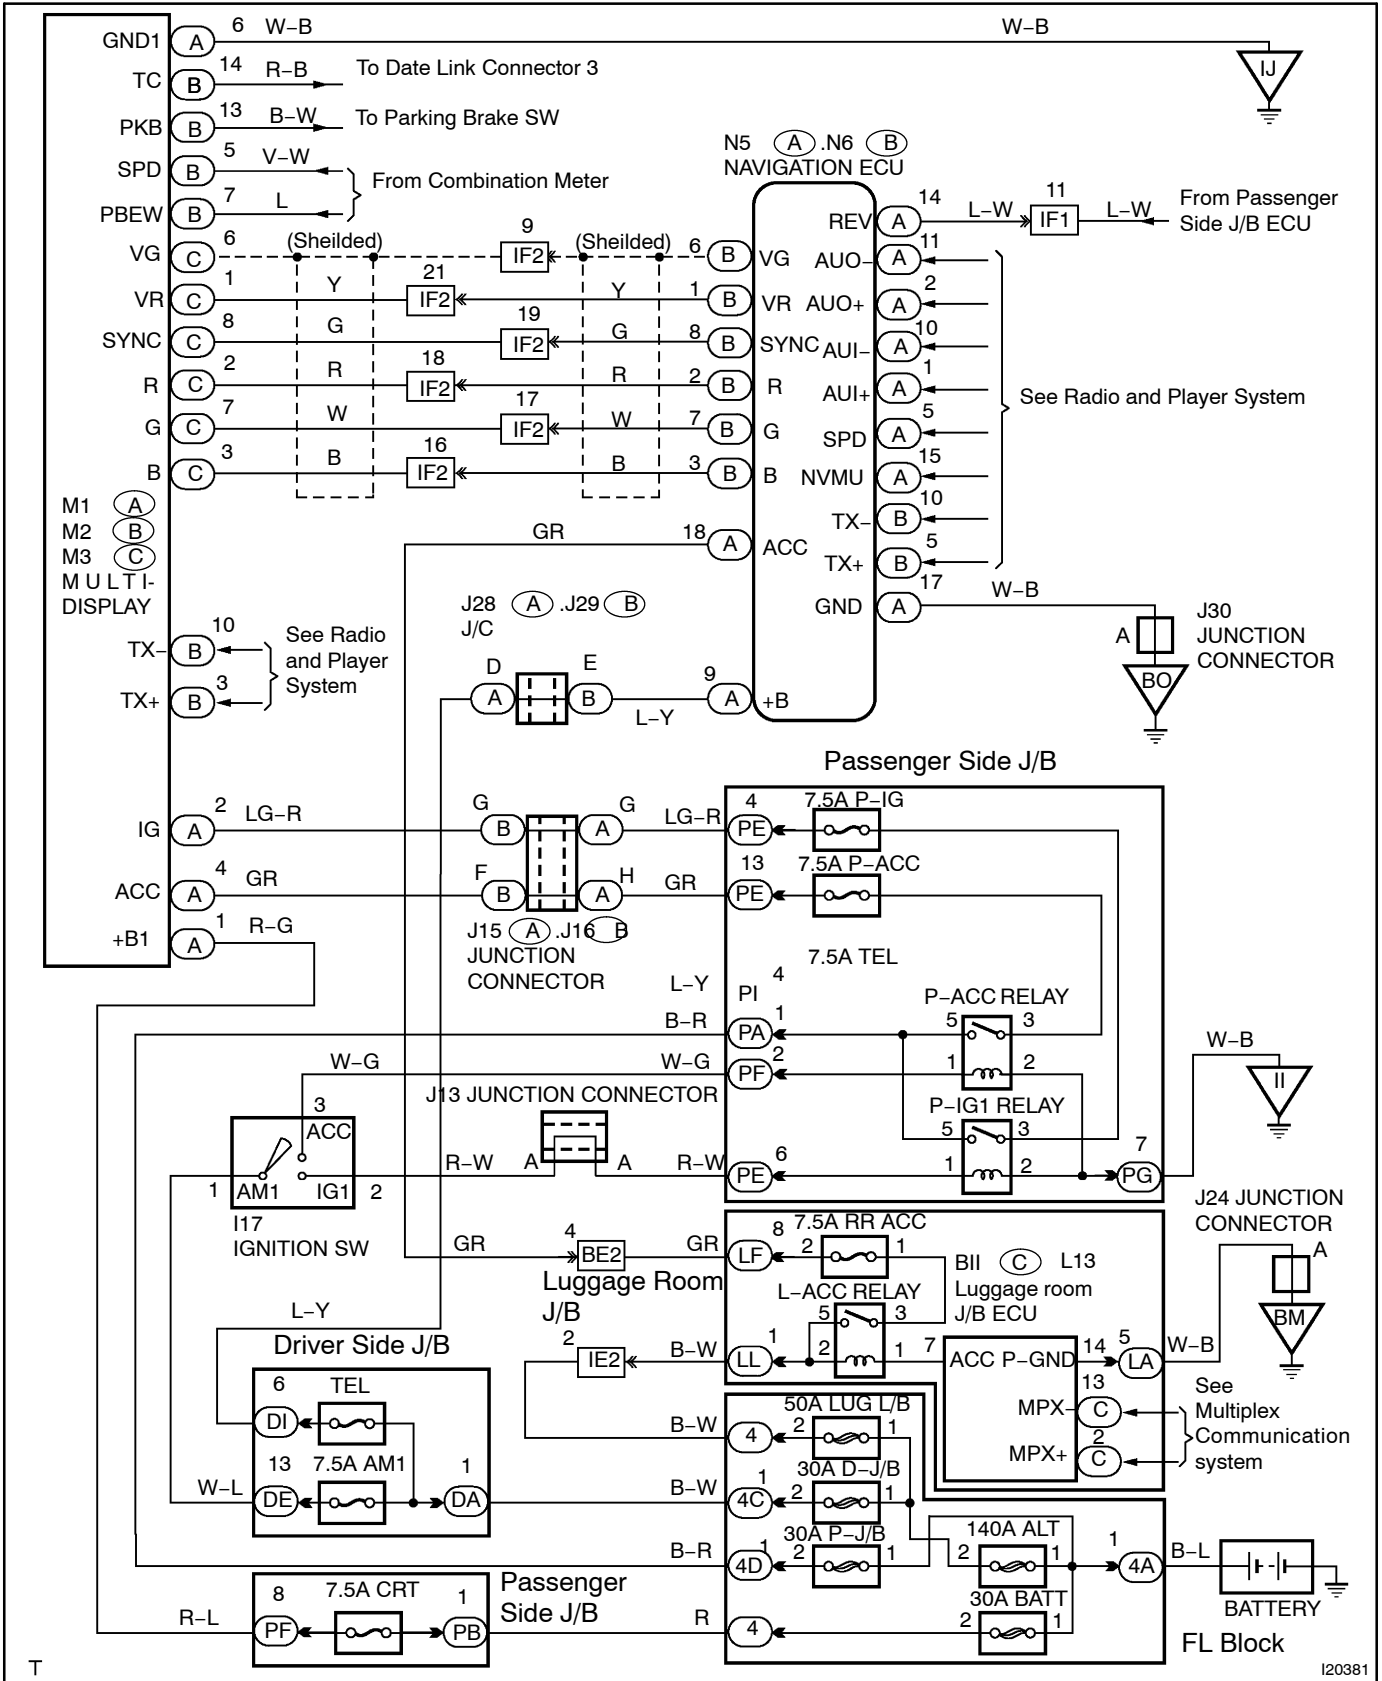 GND1 A 6 W-B W-B IJ
TC B 14 R-B To Date Link Connector 3
PKB B 13 B-W To Parking Brake SW
SPD B 5 V-W
PBEW B 7 L
From Combination Meter
N5 A .N6 B
NAVIGATION ECU
REV A 14 L-W 11 IF1 L-W
From Passenger
Side J/B ECU
VG C 6 (Sheilded) 9 IF2 (Sheilded) 6 B VG
VR C 1 Y 21 IF2 Y 1 B VR
SYNC C 8 G 19 IF2 G 8 B SYNC
R C 2 R 18 IF2 R 2 B R
G C 7 W 17 IF2 W 7 B G
B C 3 B 16 IF2 B 3 B B
AUO- A 11
AUO+ A 2
AUI- A 10
AUI+ A 1
SPD A 5
NVMU A 15
TX- B 10
TX+ B 5
See Radio and Player System
M1 A
M2 B
M3 C
MULTI-
DISPLAY
GR 18 A ACC
GND A 17 W-B
A J30
JUNCTION
CONNECTOR
BO
J28 A .J29 B
J/C
D A E B L-Y 9 A +B
TX- B 10
TX+ B 3
See Radio
and Player
System
Passenger Side J/B
IG A 2 LG-R G B G A LG-R 4 PE 7.5A P-IG
ACC A 4 GR F B H A GR 13 PE 7.5A P-ACC
+B1 A 1 R-G
J15 A .J16 B
JUNCTION
CONNECTOR
7.5A TEL
L-Y PI 4
P-ACC RELAY
B-R PA 1 5 3
W-G W-G PF 2 1 2
W-B II
J13 JUNCTION CONNECTOR
P-IG1 RELAY
5 3
3 ACC
1 AM1 IG1 2
R-W A A R-W PE 6 1 2 PG 7
I17
IGNITION SW
J24 JUNCTION
CONNECTOR
A
BM
GR 4 BE2 GR LF 8 2 7.5A RR ACC 1
Luggage Room
J/B
BII C L13
Luggage room
J/B ECU
L-ACC RELAY
5 3
L-Y
2 IE2 B-W LL 1 2 1 7 ACC P-GND 14 5 LA W-B
MPX- 13 C
MPX+ 2 C
See
Multiplex
Communication
system
Driver Side J/B
6 DI TEL
13 DE 7.5A AM1 1 DA
W-L
B-W 4 2 50A LUG L/B 1
B-W 4C 1 2 30A D-J/B 1
B-R 4D 1 2 30A P-J/B 1
2 140A ALT 1 1 4A B-L
BATTERY
Passenger
Side J/B
R-L 8 PF 7.5A CRT 1 PB R 4 2 30A BATT 1
FL Block
T
I20381